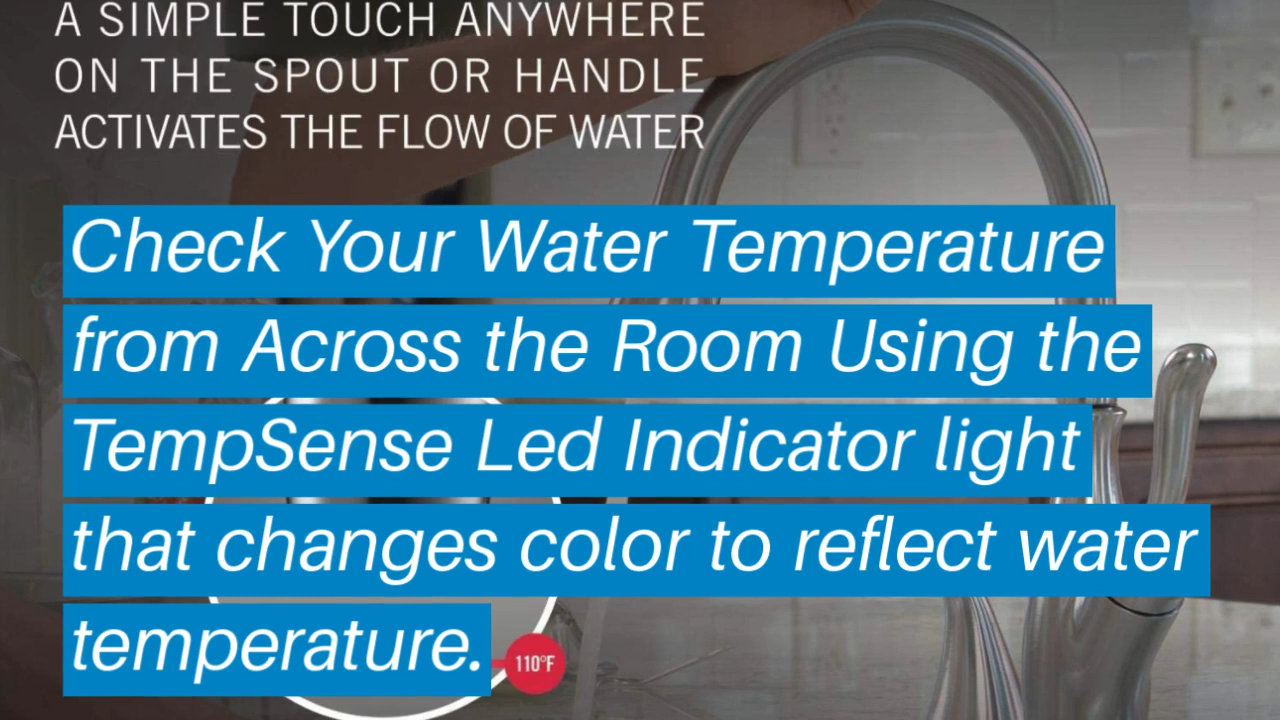 A SIMPLE TOUCH ANYWHERE
ON THE SPOUT OR HANDLE
ACTIVATES THE FLOW OF WATER
Check Your Water Temperature
from Across the Room Using the
TempSense Led Indicator light
that changes color to reflect water
temperature.
110°F